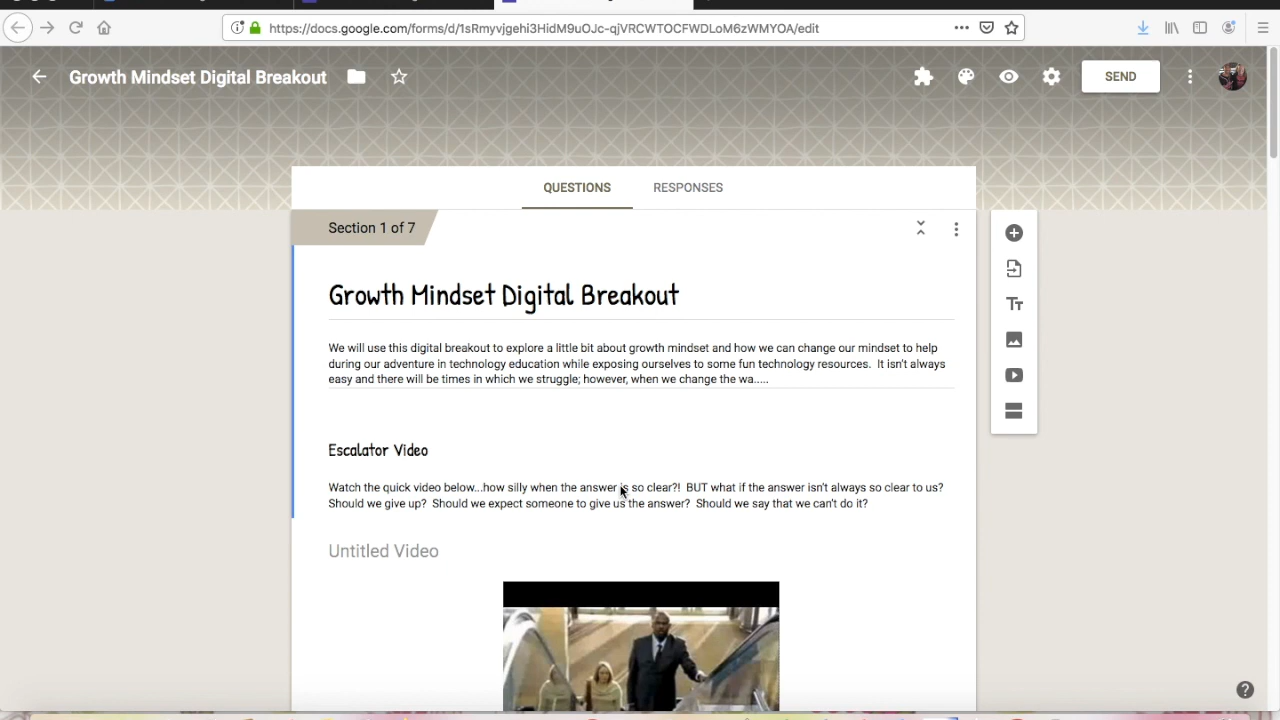 https://docs.google.com/forms/d/1sRmyvjgehi3HidM9uOJc-qjVRCWTOCFWDLoM6zWMYOA/edit
Growth Mindset Digital Breakout
SEND
QUESTIONS
RESPONSES
Section 1 of 7
Growth Mindset Digital Breakout
We will use this digital breakout to explore a little bit about growth mindset and how we can change our mindset to help
during our adventure in technology education while exposing ourselves to some fun technology resources. It isn't always
easy and there will be times in which we struggle; however, when we change the wa.....
Escalator Video
Watch the quick video below...how silly when the answer is so clear?! BUT what if the answer isn't always so clear to us?
Should we give up? Should we expect someone to give us the answer? Should we say that we can't do it?
Untitled Video